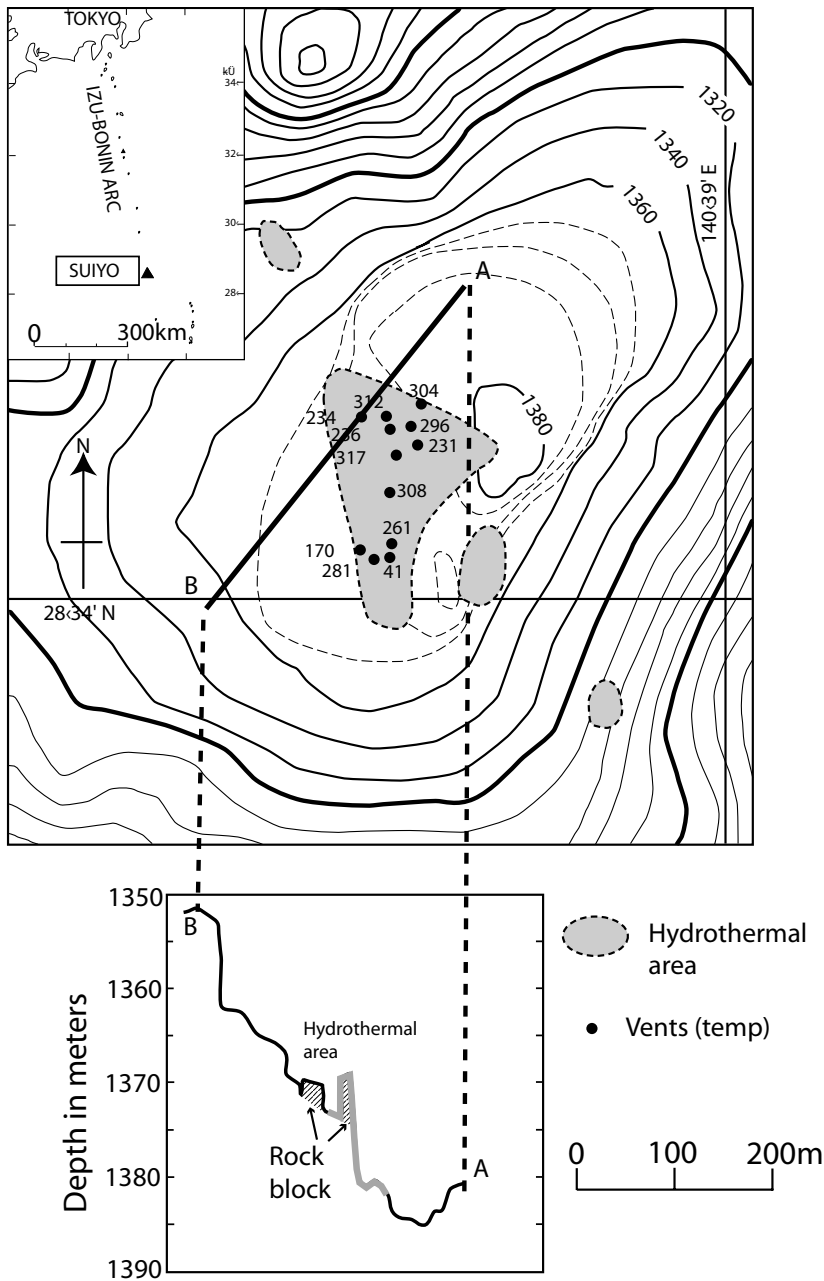 TOKYO
kÜ
34
IZU-BONIN ARC
32
30
SUIYO
28
0 300km
1320
1340
140‹39' E
1360
A
304
312
234
296
236
231
317
1380
N
308
261
170
281
41
B
28‹34' N
1350
B
1360
Hydrothermal
area
1370
Rock
block
1380
A
1390
Depth in meters
Hydrothermal
area
Vents (temp)
0 100 200m